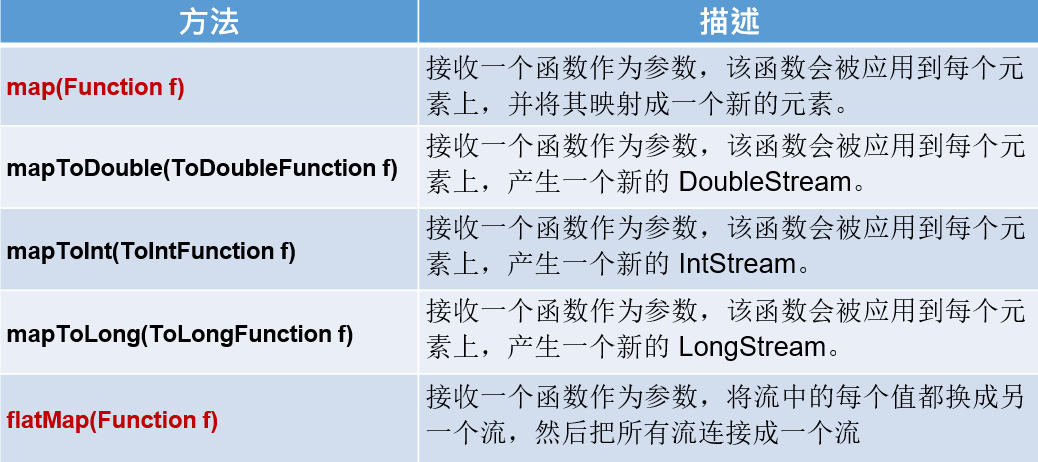 方法 描述
map(Function f)
接收一个函数作为参数，该函数会被应用到每个元
素上，并将其映射成一个新的元素。
mapToDouble(ToDoubleFunction f)
接收一个函数作为参数，该函数会被应用到每个元
素上，产生一个新的 DoubleStream。
mapToInt(ToIntFunction f)
接收一个函数作为参数，该函数会被应用到每个元
素上，产生一个新的 IntStream。
mapToLong(ToLongFunction f)
接收一个函数作为参数，该函数会被应用到每个元
素上，产生一个新的 LongStream。
flatMap(Function f)
接收一个函数作为参数，将流中的每个值都换成另
一个流，然后把所有流连接成一个流